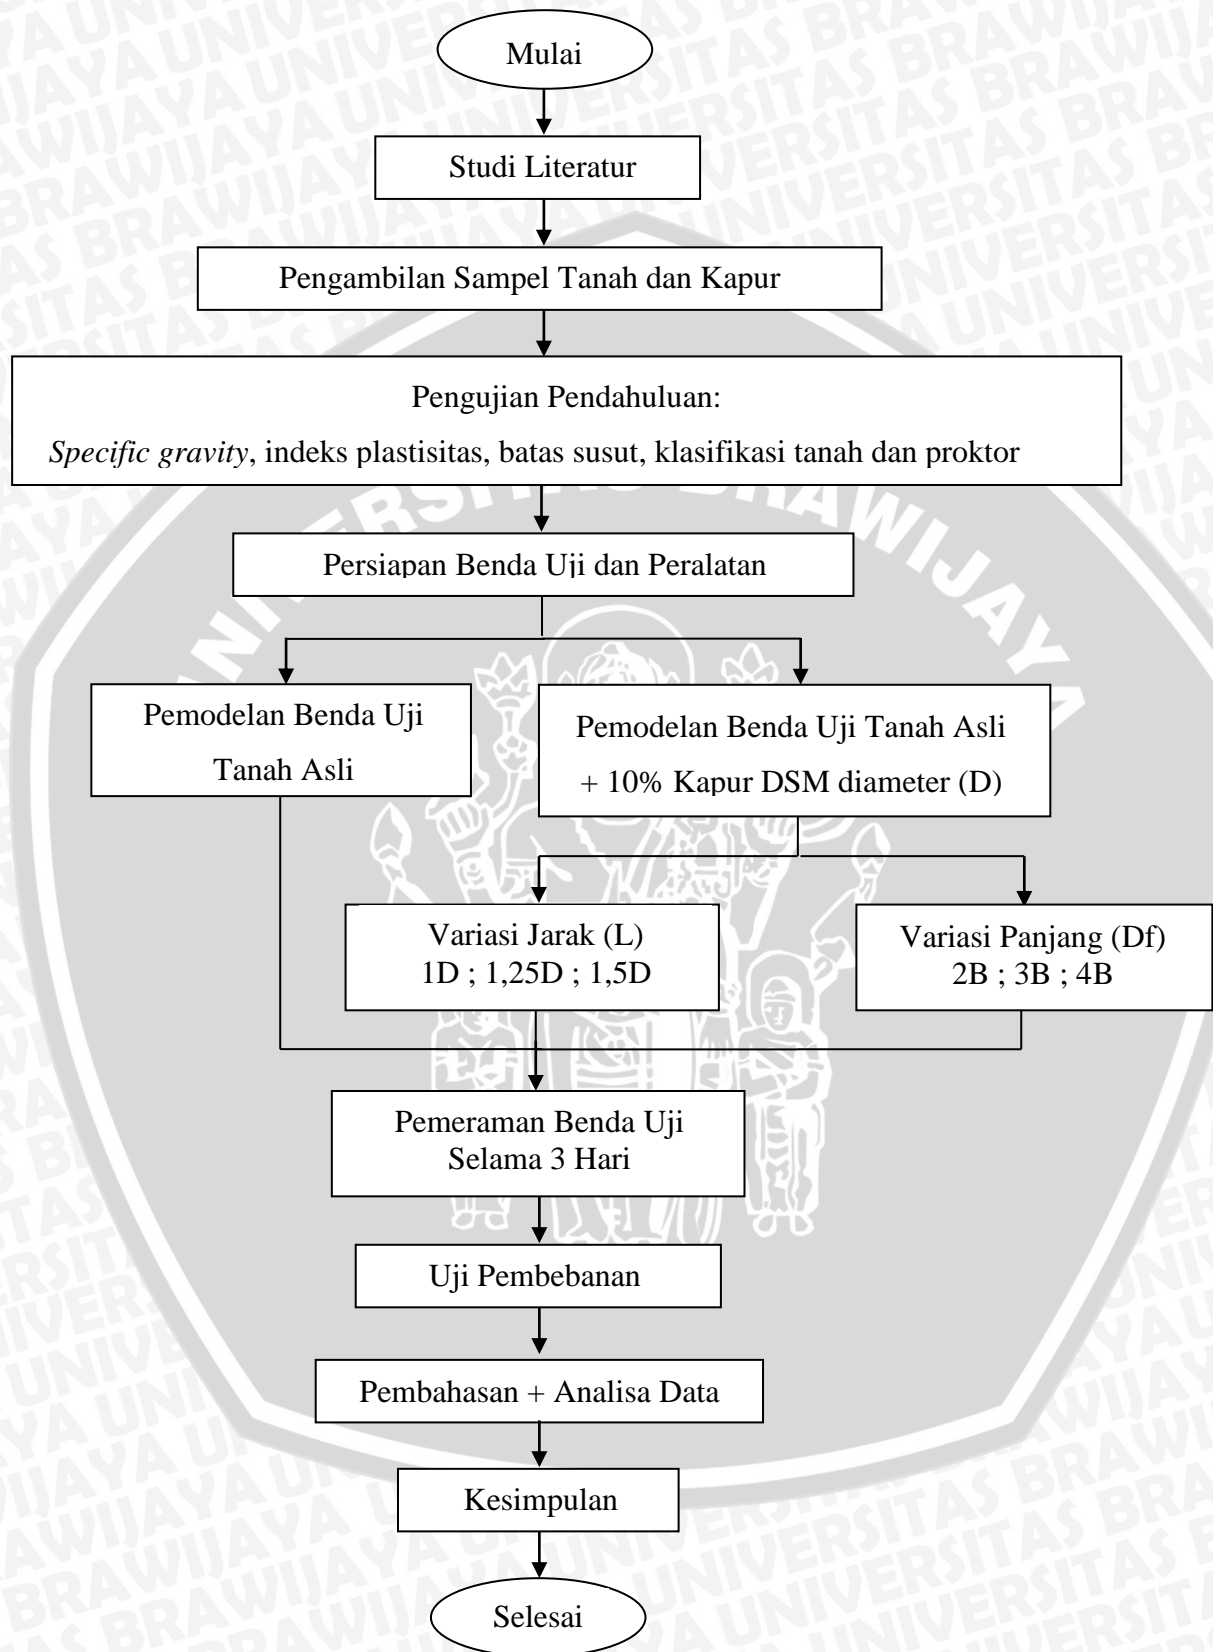 Mulai
Studi Literatur
Pengambilan Sampel Tanah dan Kapur
Pengujian Pendahuluan:
Specific gravity, indeks plastisitas, batas susut, klasifikasi tanah dan proktor
UNIVERSITAS BRAWIJAYA
Persiapan Benda Uji dan Peralatan
Pemodelan Benda Uji
Tanah Asli
Pemodelan Benda Uji Tanah Asli
+ 10% Kapur DSM diameter (D)
Variasi Jarak (L)
1D ; 1,25D ; 1,5D
Variasi Panjang (Df)
2B ; 3B ; 4B
Pemeraman Benda Uji
Selama 3 Hari
Uji Pembebanan
Pembahasan + Analisa Data
Kesimpulan
Selesai